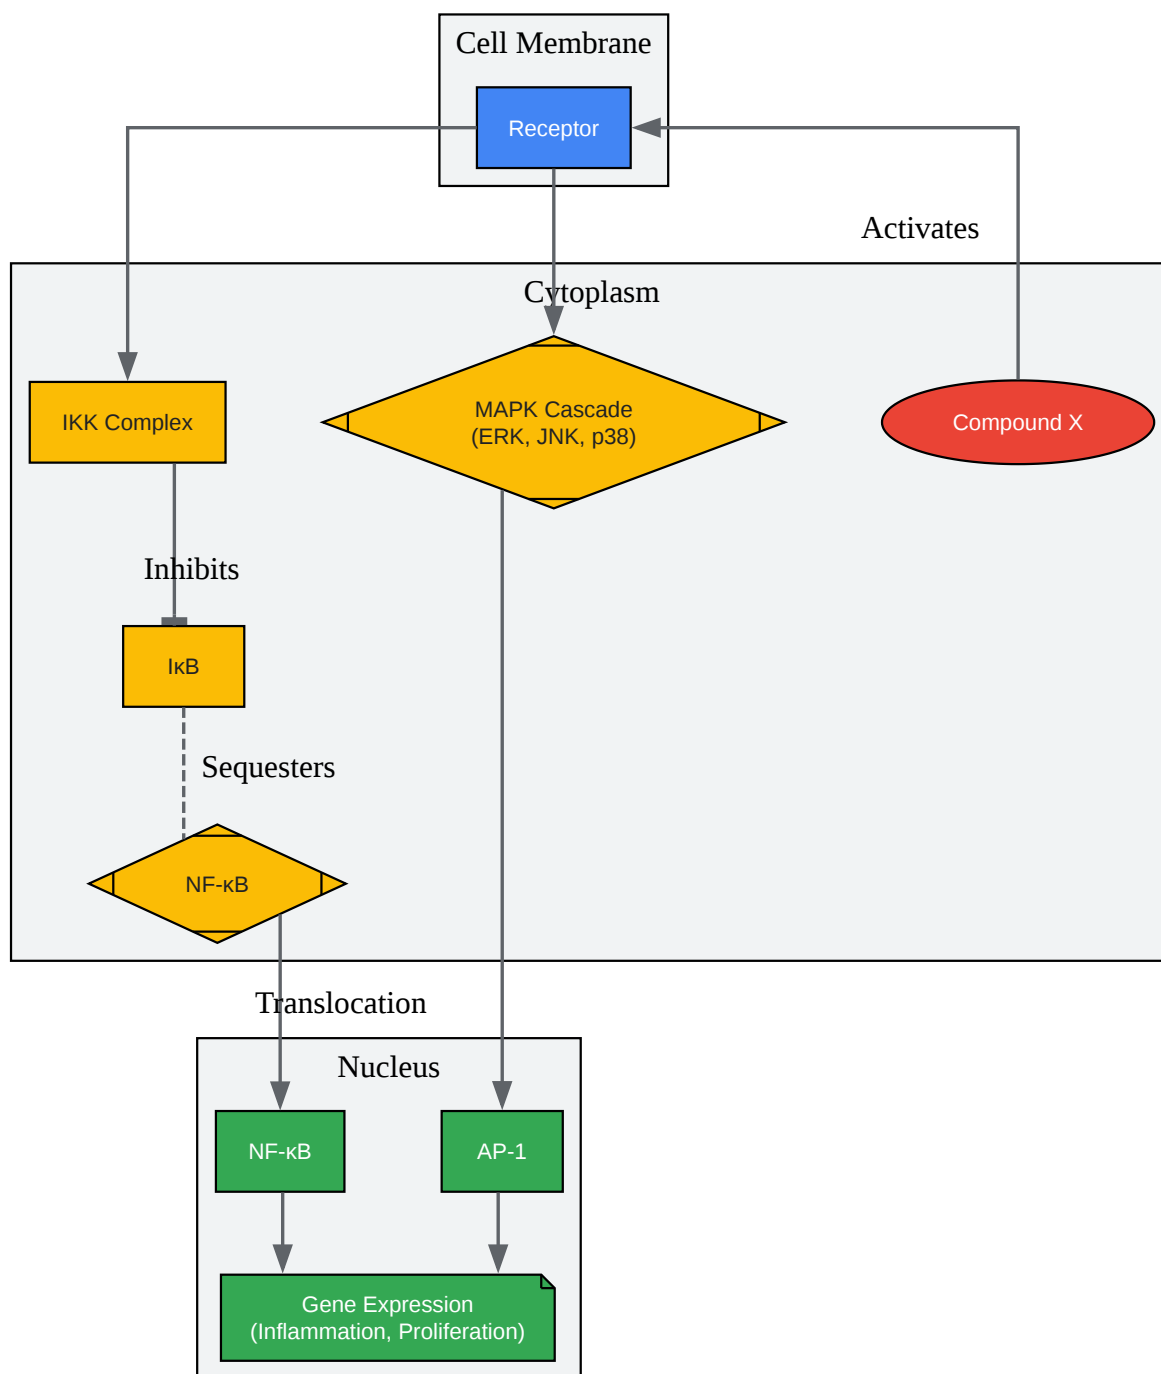 Cell Membrane
Receptor
Activates
Cytoplasm
IKK Complex
MAPK Cascade
(ERK, JNK, p38)
Compound X
Inhibits
IκB
Sequesters
NF-κB
Translocation
Nucleus
NF-κB
AP-1
Gene Expression
(Inflammation, Proliferation)